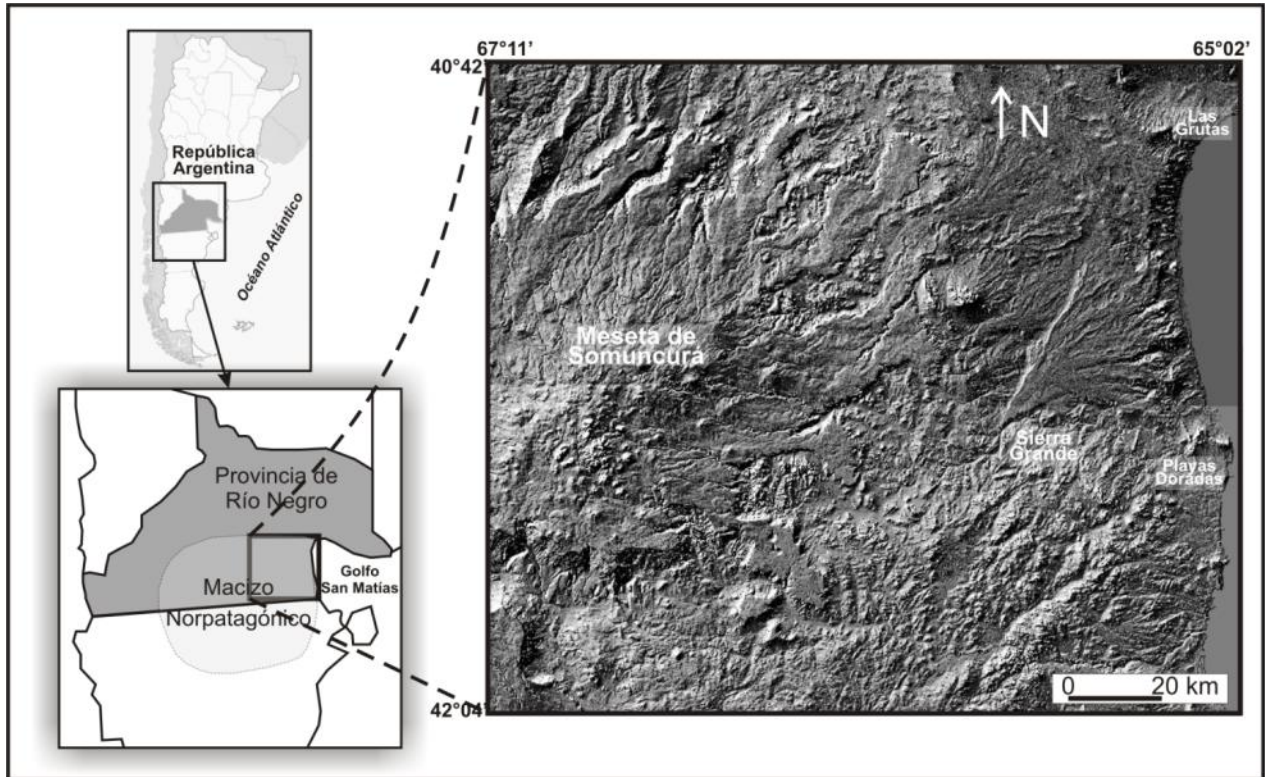 República
Argentina
Océano Atlántico
Provincia de
Río Negro
Macizo
Norpatagónico
Golfo
San Matías
67°11’
65°02’
40°42’
42°04’
N
Las
Grutas
Meseta de
Somuncurá
Sierra
Grande
Playas
Doradas
0 20 km